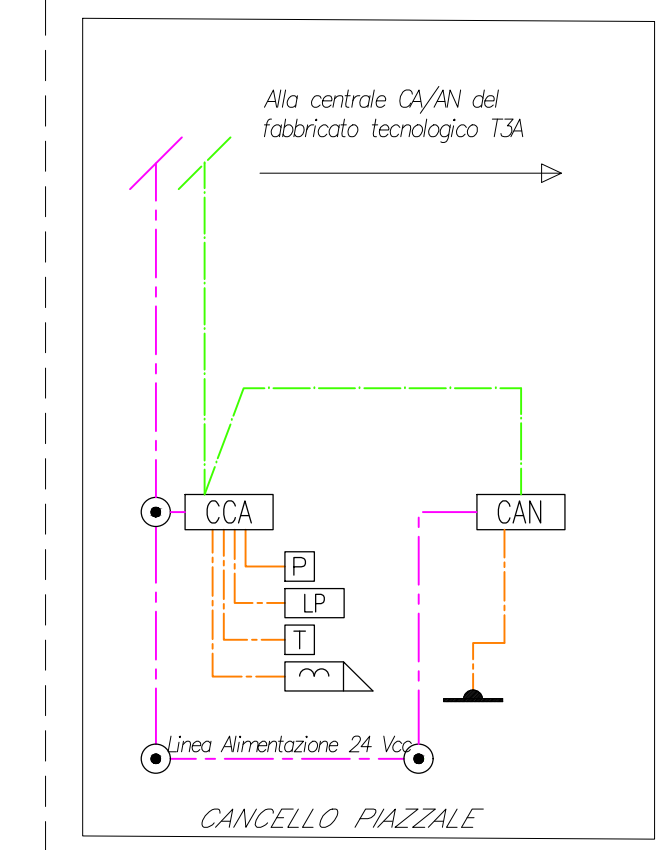 Alla centrale CA/AN del
fabbricato tecnologico T3A
CCA
CAN
P
LP
T
Linea Alimentazione 24 Vcc
CANCELLO PIAZZALE